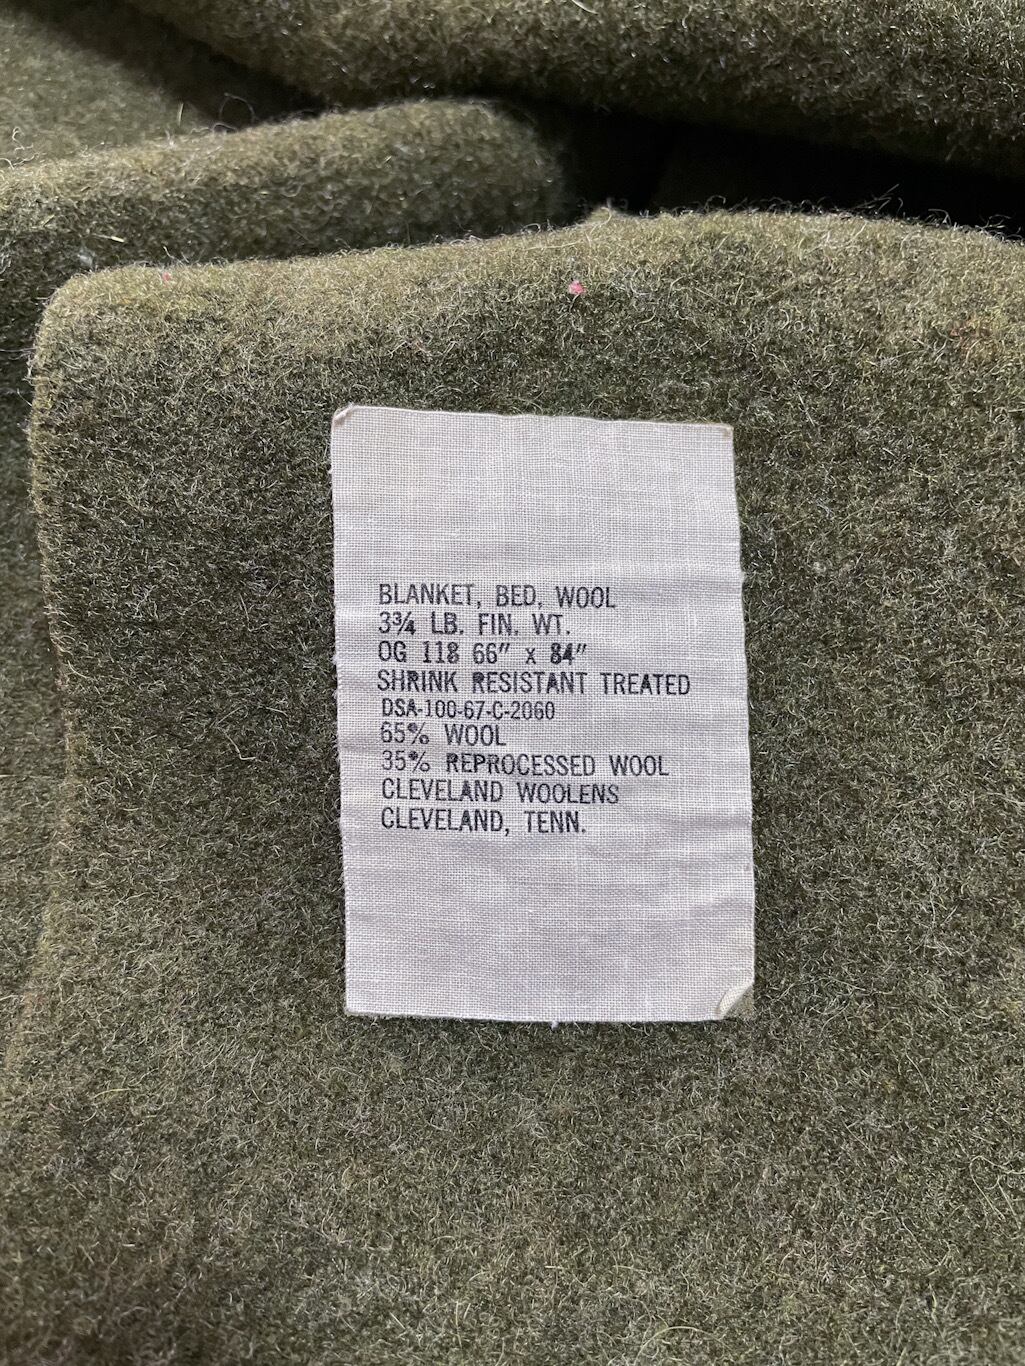 BLANKET, BED, WOOL
3¾ LB. FIN. WT.
OG 118 66" x 84"
SHRINK RESISTANT TREATED
DSA-100-67-C-2060
65% WOOL
35% REPROCESSED WOOL
CLEVELAND WOOLENS
CLEVELAND, TENN.